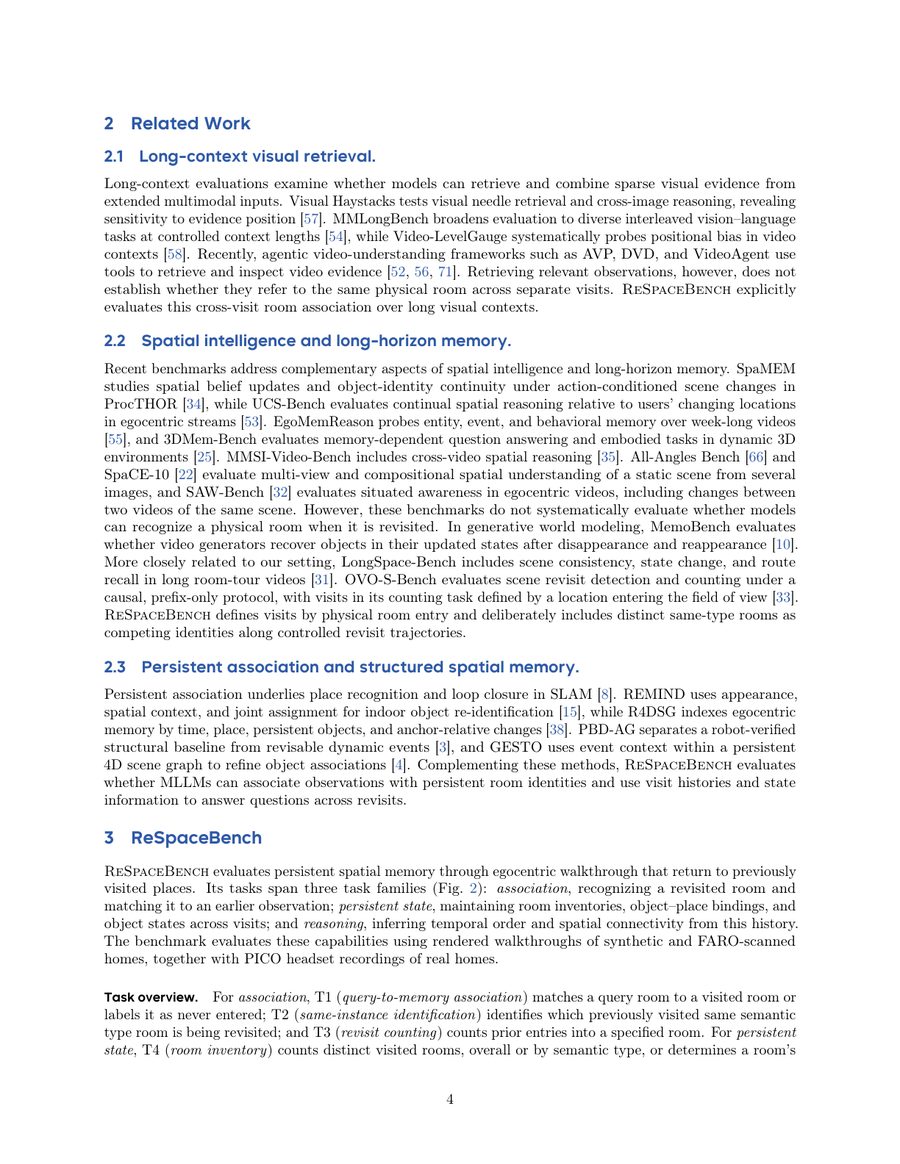 2 Related Work
2.1 Long-context visual retrieval.
Long-context evaluations examine whether models can retrieve and combine sparse visual evidence from
extended multimodal inputs. Visual Haystacks tests visual needle retrieval and cross-image reasoning, revealing
sensitivity to evidence position [57]. MMLongBench broadens evaluation to diverse interleaved vision–language
tasks at controlled context lengths [54], while Video-LevelGauge systematically probes positional bias in video
contexts [58]. Recently, agentic video-understanding frameworks such as AVP, DVD, and VideoAgent use
tools to retrieve and inspect video evidence [52, 56, 71]. Retrieving relevant observations, however, does not
establish whether they refer to the same physical room across separate visits. ReSpaceBench explicitly
evaluates this cross-visit room association over long visual contexts.
2.2 Spatial intelligence and long-horizon memory.
Recent benchmarks address complementary aspects of spatial intelligence and long-horizon memory. SpaMEM
studies spatial belief updates and object-identity continuity under action-conditioned scene changes in
ProcTHOR [34], while UCS-Bench evaluates continual spatial reasoning relative to users' changing locations
in egocentric streams [53]. EgoMemReason probes entity, event, and behavioral memory over week-long videos
[55], and 3DMem-Bench evaluates memory-dependent question answering and embodied tasks in dynamic 3D
environments [25]. MMSI-Video-Bench includes cross-video spatial reasoning [35]. All-Angles Bench [66] and
SpaCE-10 [22] evaluate multi-view and compositional spatial understanding of a static scene from several
images, and SAW-Bench [32] evaluates situated awareness in egocentric videos, including changes between
two videos of the same scene. However, these benchmarks do not systematically evaluate whether models
can recognize a physical room when it is revisited. In generative world modeling, MemoBench evaluates
whether video generators recover objects in their updated states after disappearance and reappearance [10].
More closely related to our setting, LongSpace-Bench includes scene consistency, state change, and route
recall in long room-tour videos [31]. OVO-S-Bench evaluates scene revisit detection and counting under a
causal, prefix-only protocol, with visits in its counting task defined by a location entering the field of view [33].
ReSpaceBench defines visits by physical room entry and deliberately includes distinct same-type rooms as
competing identities along controlled revisit trajectories.
2.3 Persistent association and structured spatial memory.
Persistent association underlies place recognition and loop closure in SLAM [8]. REMIND uses appearance,
spatial context, and joint assignment for indoor object re-identification [15], while R4DSG indexes egocentric
memory by time, place, persistent objects, and anchor-relative changes [38]. PBD-AG separates a robot-verified
structural baseline from revisable dynamic events [3], and GESTO uses event context within a persistent
4D scene graph to refine object associations [4]. Complementing these methods, ReSpaceBench evaluates
whether MLLMs can associate observations with persistent room identities and use visit histories and state
information to answer questions across revisits.
3 ReSpaceBench
ReSpaceBench evaluates persistent spatial memory through egocentric walkthrough that return to previously
visited places. Its tasks span three task families (Fig. 2): association, recognizing a revisited room and
matching it to an earlier observation; persistent state, maintaining room inventories, object–place bindings, and
object states across visits; and reasoning, inferring temporal order and spatial connectivity from this history.
The benchmark evaluates these capabilities using rendered walkthroughs of synthetic and FARO-scanned
homes, together with PICO headset recordings of real homes.
Task overview. For association, T1 (query-to-memory association) matches a query room to a visited room or
labels it as never entered; T2 (same-instance identification) identifies which previously visited same semantic
type room is being revisited; and T3 (revisit counting) counts prior entries into a specified room. For persistent
state, T4 (room inventory) counts distinct visited rooms, overall or by semantic type, or determines a room's
4